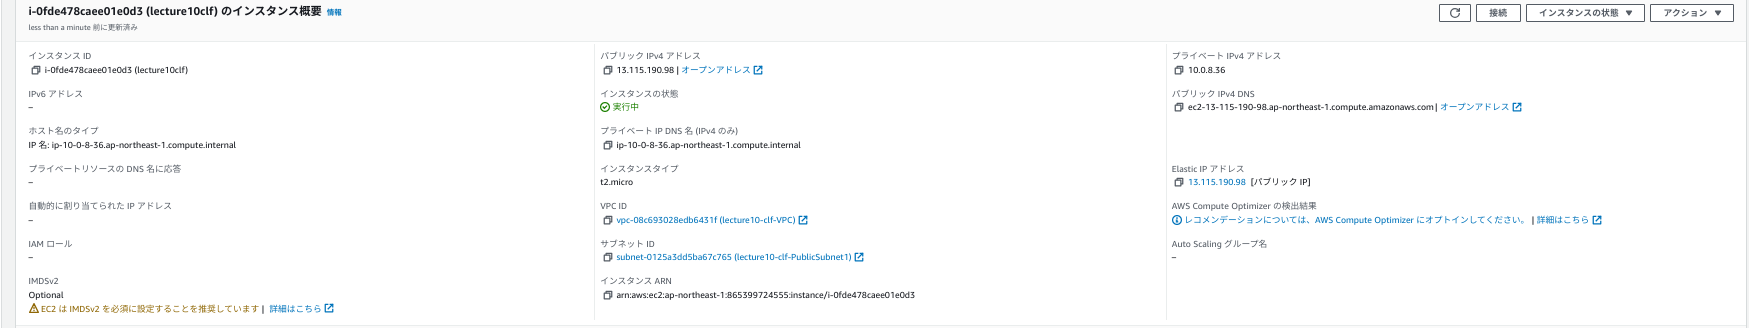 i-0fde478caee01e0d3 (lecture10clf) のインスタンス概要 情報
less than a minute 前に更新済み
接続
インスタンスの状態 ▼
アクション ▼
インスタンス ID
i-0fde478caee01e0d3 (lecture10clf)
パブリック IPv4 アドレス
13.115.190.98 | オープンアドレス
プライベート IPv4 アドレス
10.0.8.36
IPv6 アドレス
–
インスタンスの状態
実行中
パブリック IPv4 DNS
ec2-13-115-190-98.ap-northeast-1.compute.amazonaws.com | オープンアドレス
ホスト名のタイプ
IP 名: ip-10-0-8-36.ap-northeast-1.compute.internal
プライベート IP DNS 名 (IPv4 のみ)
ip-10-0-8-36.ap-northeast-1.compute.internal
プライベートリソースの DNS 名に応答
–
インスタンスタイプ
t2.micro
Elastic IP アドレス
13.115.190.98 [パブリック IP]
自動的に割り当てられた IP アドレス
–
VPC ID
vpc-08c693028edb6431f (lecture10-clf-VPC)
AWS Compute Optimizer の検出結果
レコメンデーションについては、AWS Compute Optimizer にオプトインしてください。 | 詳細はこちら
IAM ロール
–
サブネット ID
subnet-0125a3dd5ba67c765 (lecture10-clf-PublicSubnet1)
Auto Scaling グループ名
–
IMDSv2
Optional
EC2 は IMDSv2 を必須に設定することを推奨しています | 詳細はこちら
インスタンス ARN
arn:aws:ec2:ap-northeast-1:865399724555:instance/i-0fde478caee01e0d3